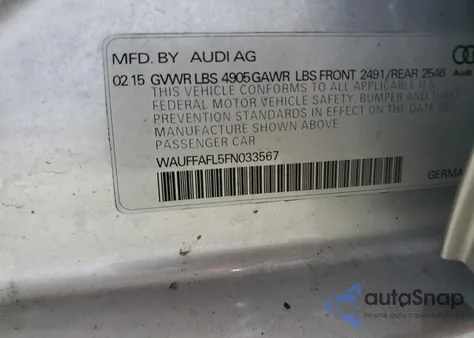 MFD. BY AUDI AG
02 15 GVWR LBS 4905 GAWR LBS FRONT 2491/REAR 2546
THIS VEHICLE CONFORMS TO ALL APPLICABLE U.S
FEDERAL MOTOR VEHICLE SAFETY, BUMPER AND THEFT
PREVENTION STANDARDS IN EFFECT ON THE DATE
OF MANUFACTURE SHOWN ABOVE
PASSENGER CAR
WAUFFAFL5FN033567
GERMA
Audi
autoSnap